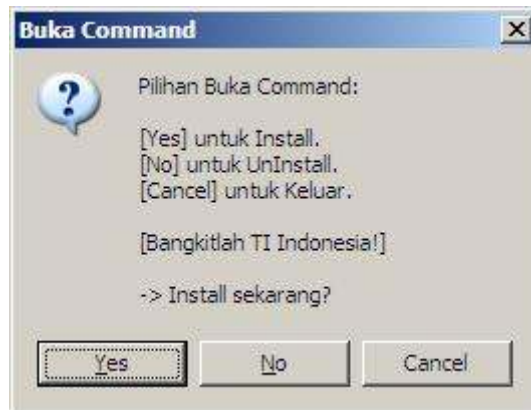 Buka Command
?
Pilihan Buka Command:
[Yes] untuk Install.
[No] untuk UnInstall.
[Cancel] untuk Keluar.
[Bangkitlah TI Indonesia!]
-> Install sekarang?
Yes No Cancel